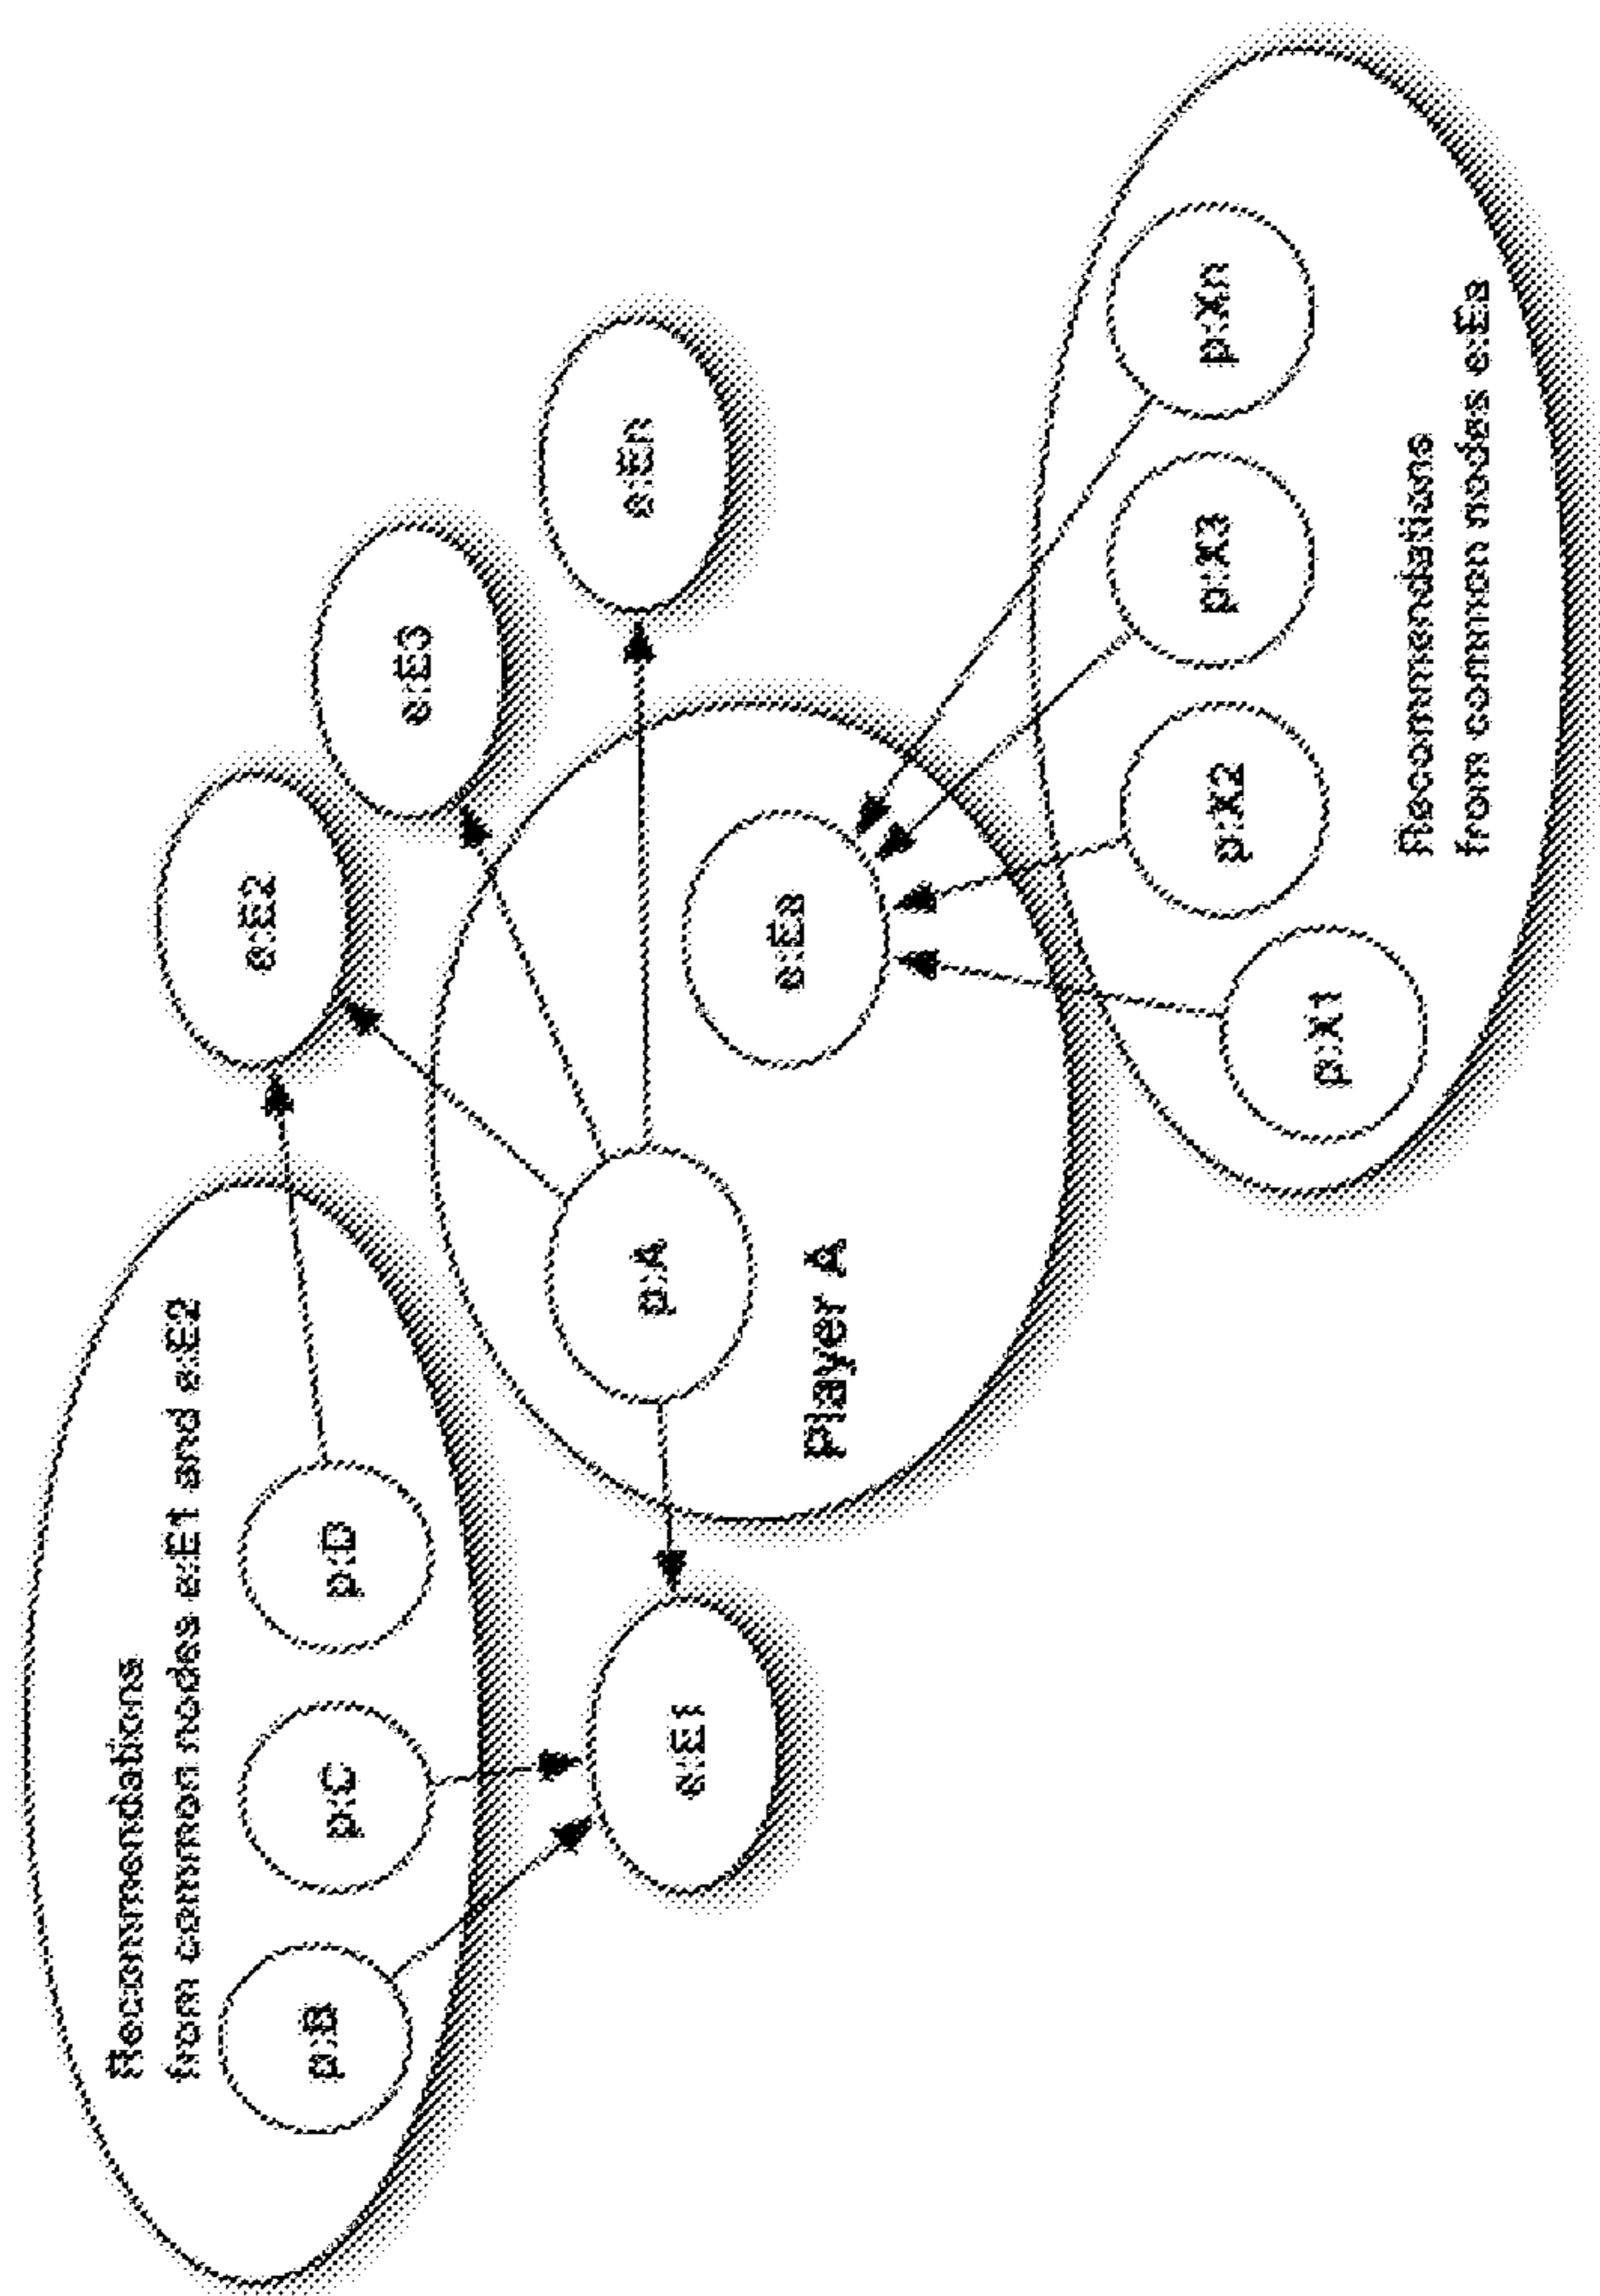 Recommendations
from common nodes e:E1 and e:E2
e:E2
p:B
p:C
p:D
e:E3
e:En
p:A
e:E1
e:Ea
Player A
p:X1
p:X2
p:X3
p:Xn
Recommendations
from common nodes e:Ea